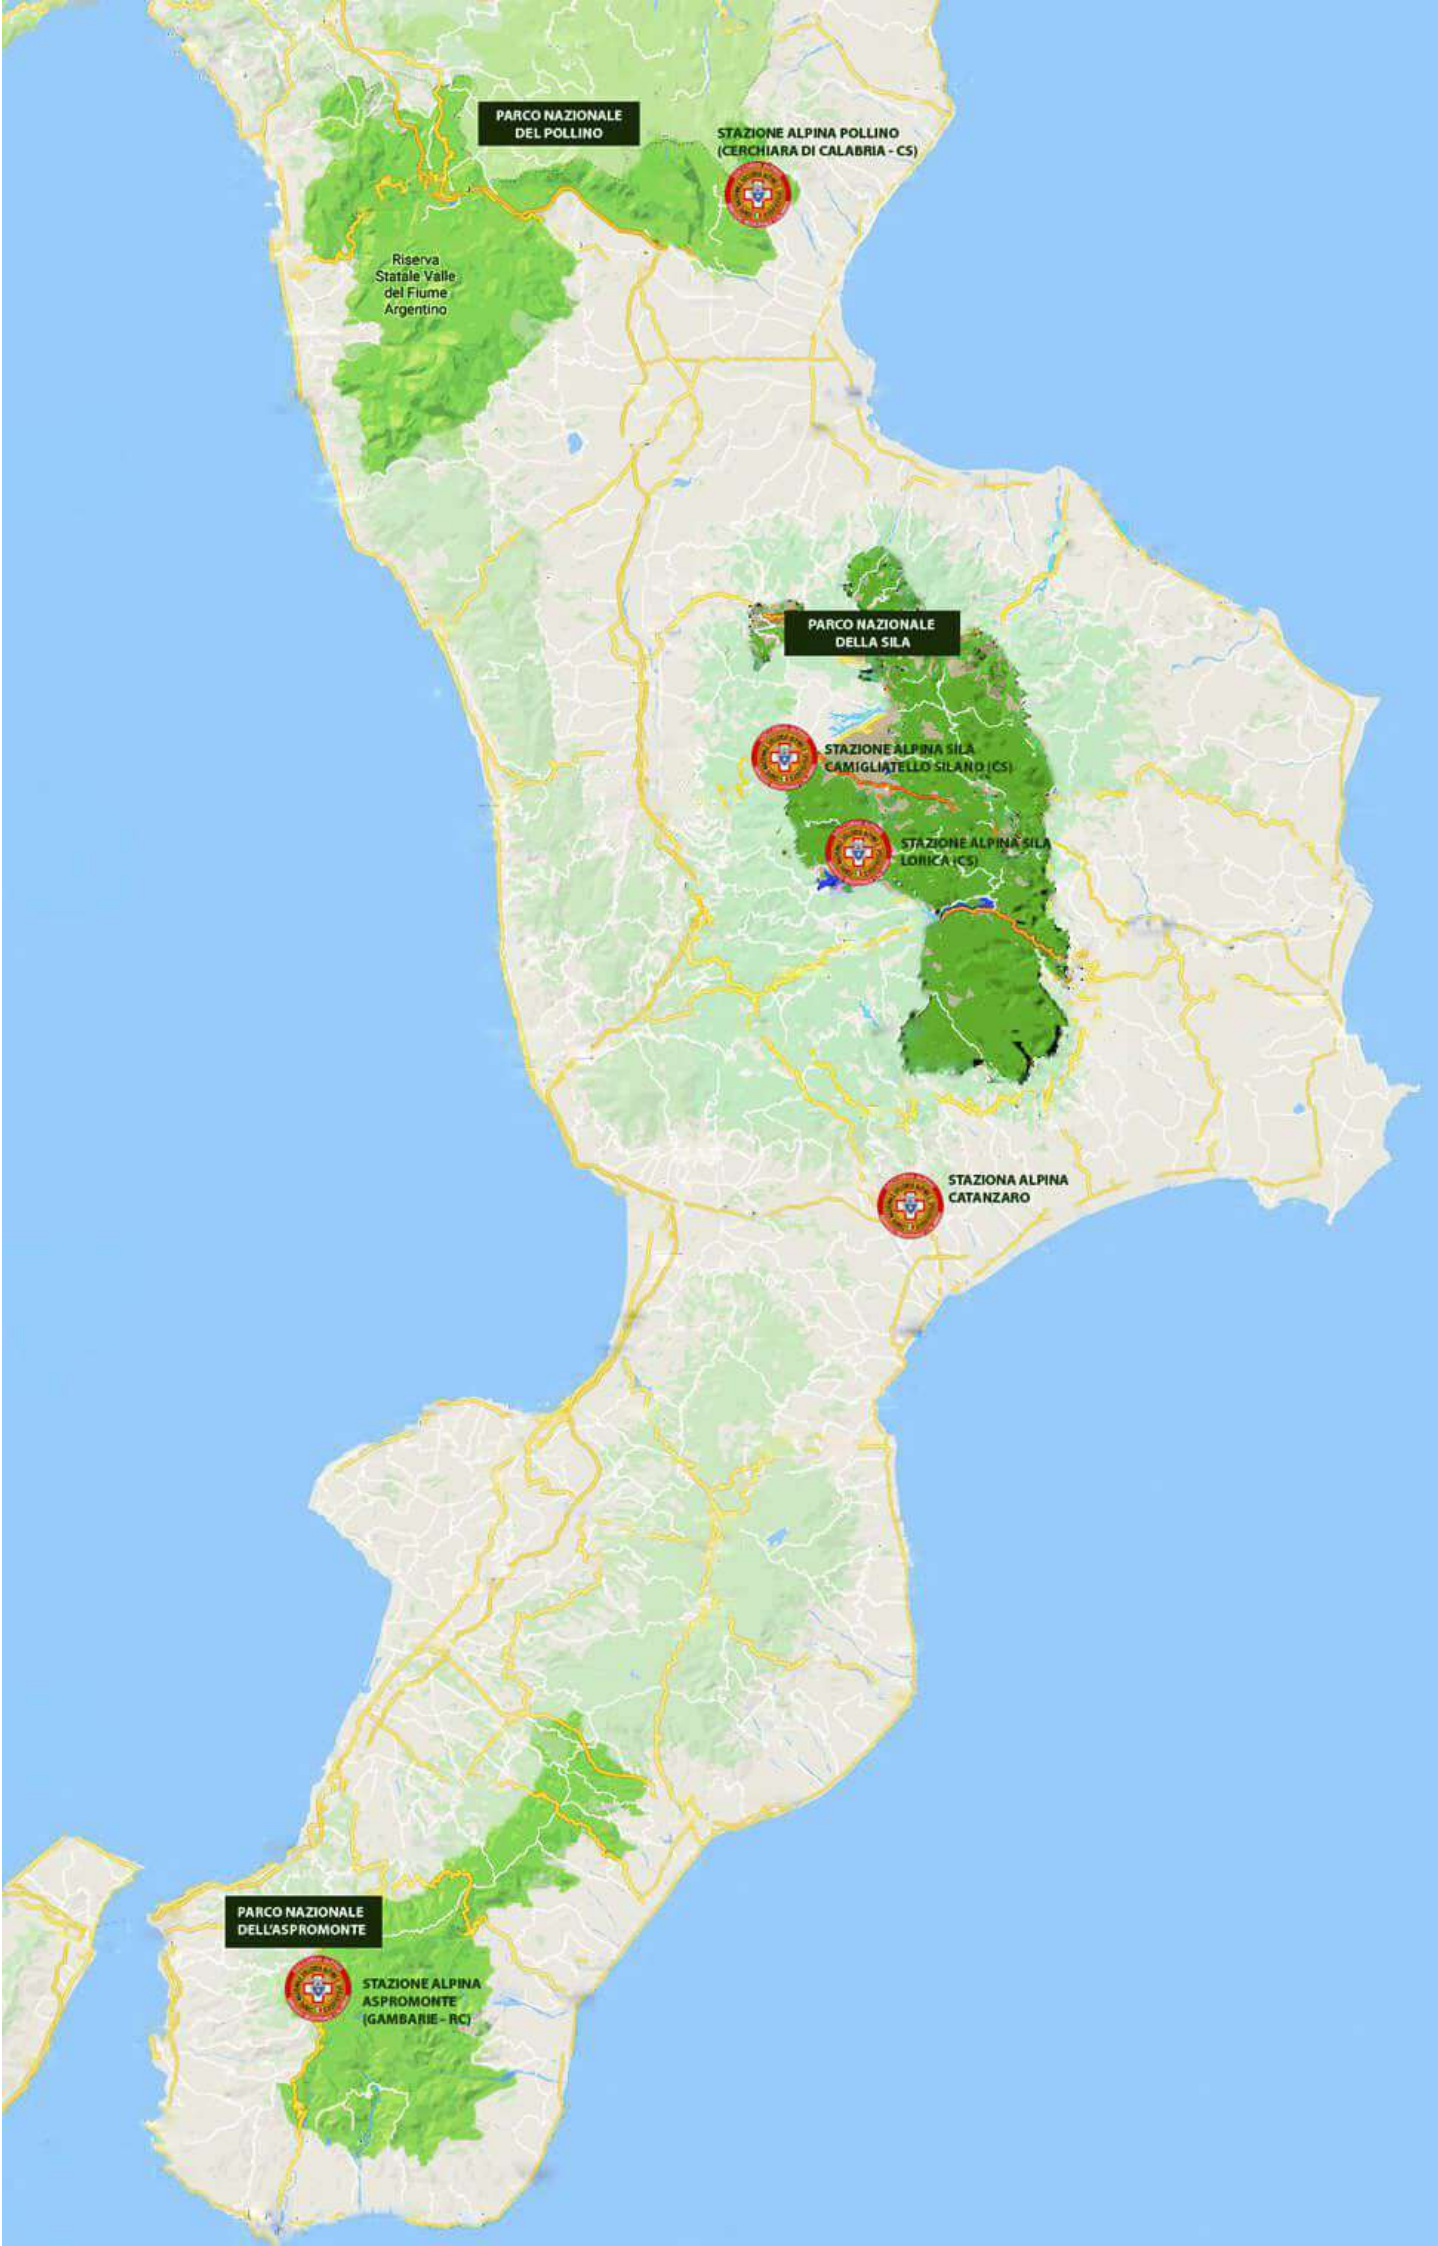 PARCO NAZIONALE
DEL POLLINO
STAZIONE ALPINA POLLINO
(CERCHIARA DI CALABRIA - CS)
Riserva
Statale Valle
del Fiume
Argentino
PARCO NAZIONALE
DELLA SILA
STAZIONE ALPINA SILA
CAMIGLIATELLO SILANO (CS)
STAZIONE ALPINA SILA
LORICA (CS)
STAZIONA ALPINA
CATANZARO
PARCO NAZIONALE
DELL'ASPROMONTE
STAZIONE ALPINA
ASPROMONTE
(GAMBARIE - RC)